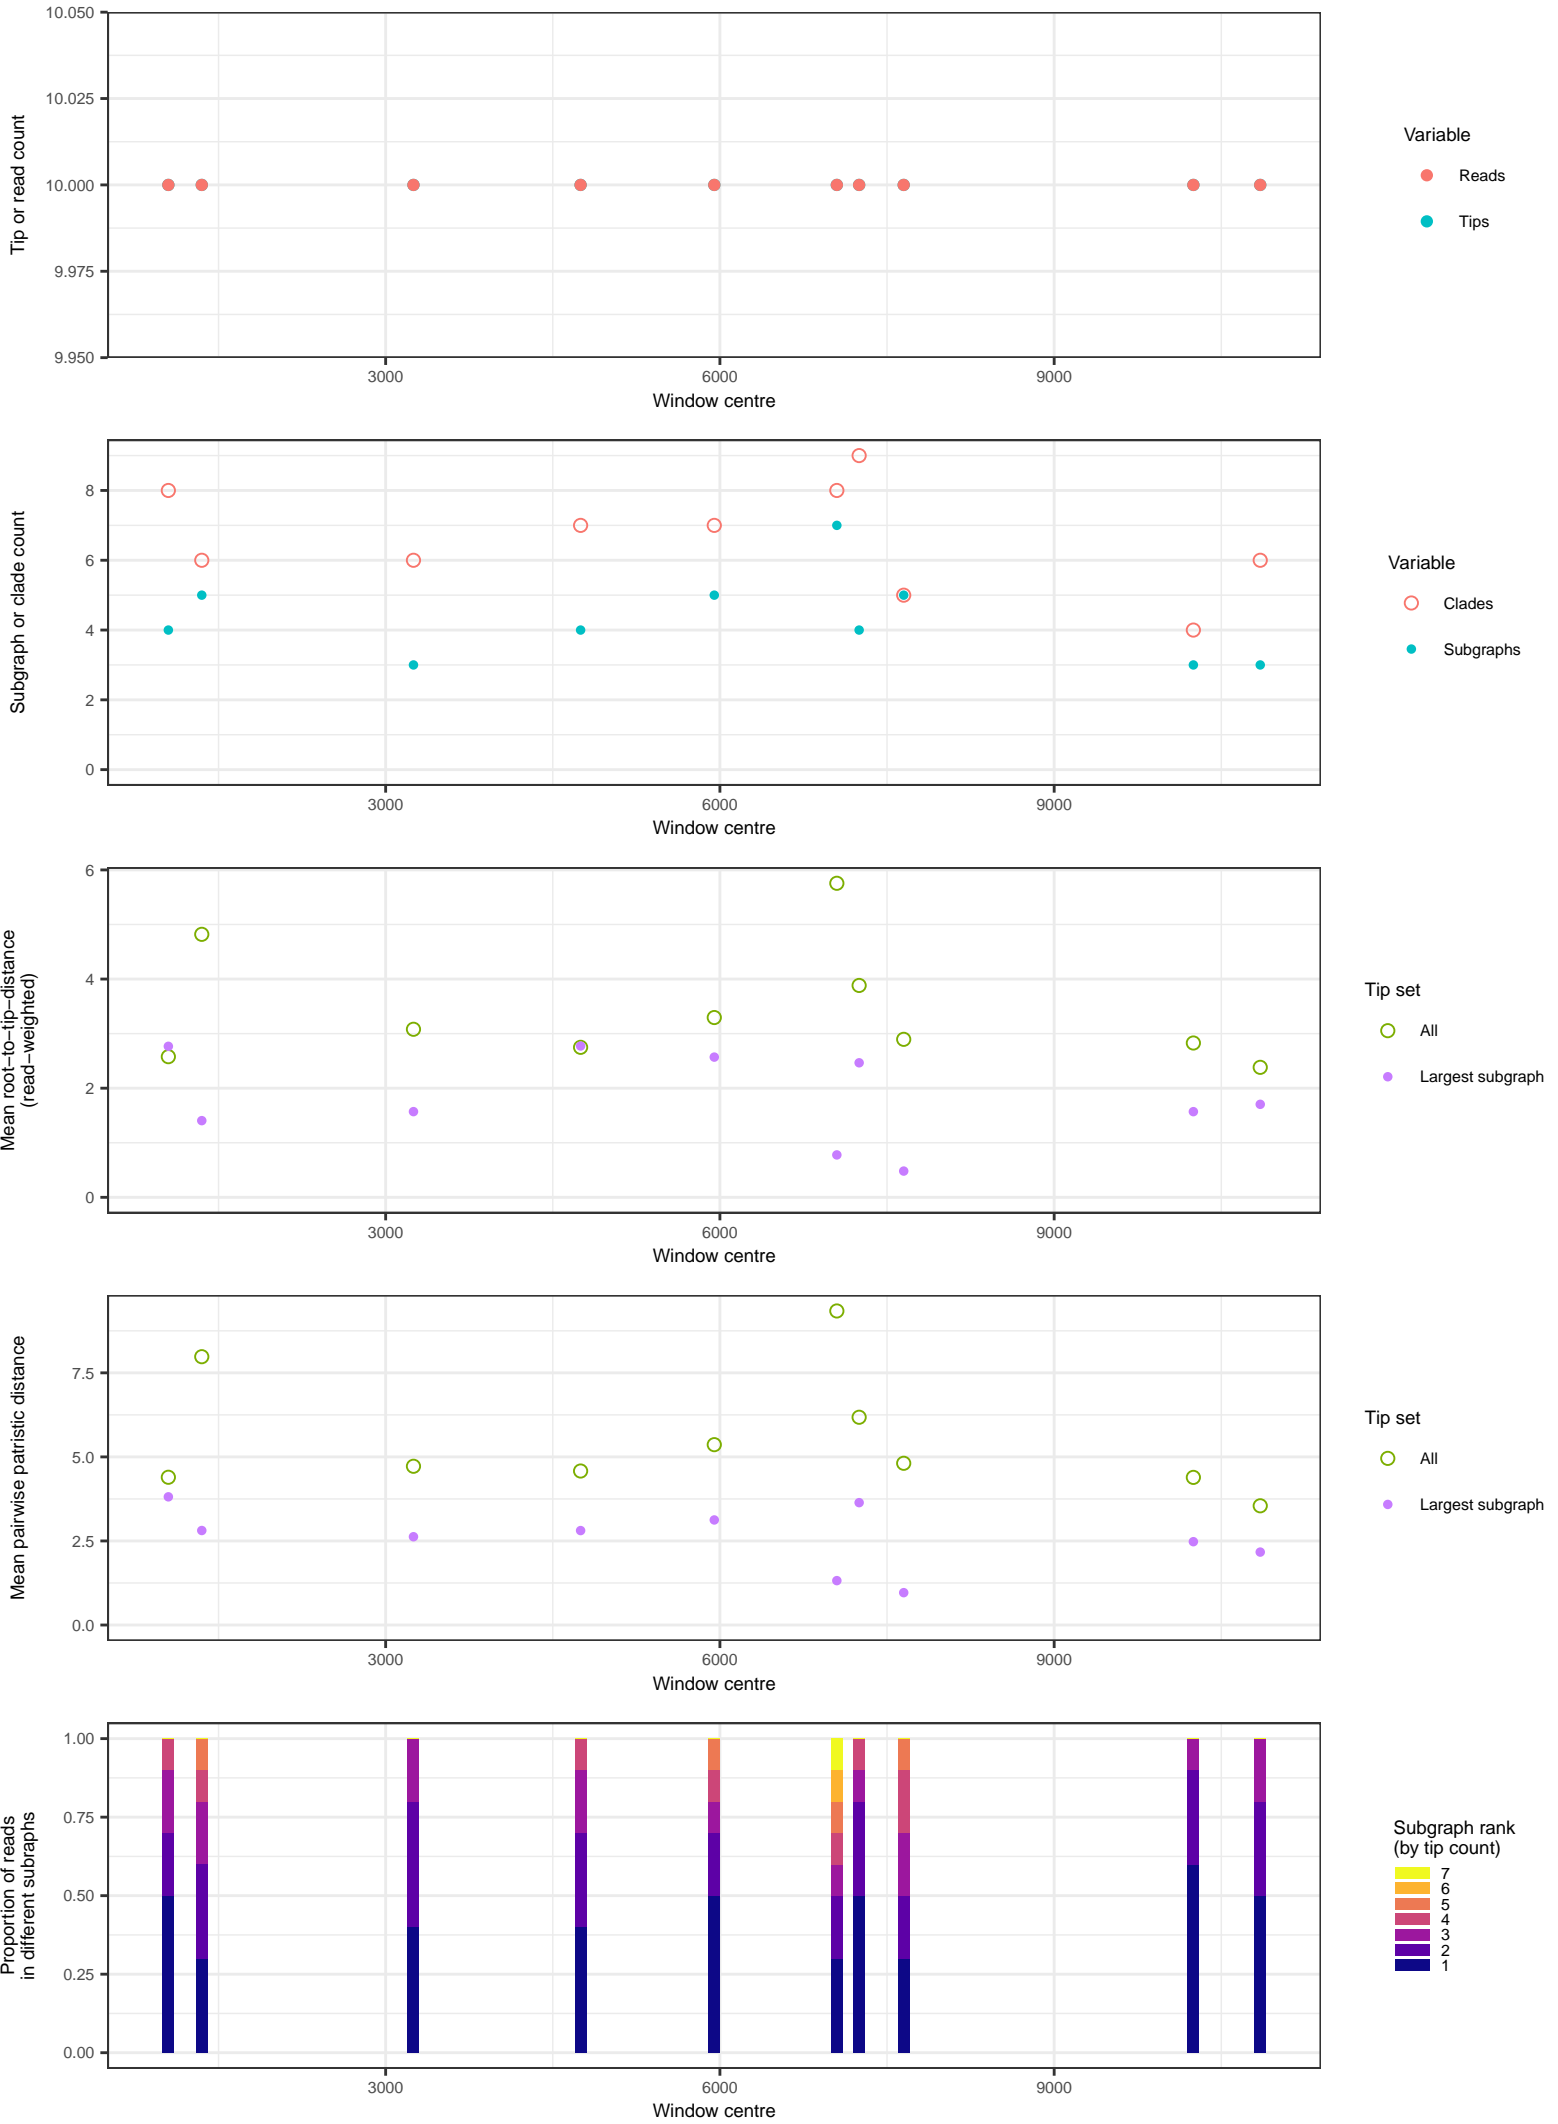 10.050
10.025
10.000
9.975
9.950
Tip or read count
3000
6000
9000
Window centre
Variable
Reads
Tips
8
6
4
2
0
Subgraph or clade count
3000
6000
9000
Window centre
Variable
Clades
Subgraphs
6
4
2
0
Mean root−to−tip−distance
(read−weighted)
3000
6000
9000
Window centre
Tip set
All
Largest subgraph
7.5
5.0
2.5
0.0
Mean pairwise patristic distance
3000
6000
9000
Window centre
Tip set
All
Largest subgraph
1.00
0.75
0.50
0.25
0.00
Proportion of reads
in different subraphs
3000
6000
9000
Window centre
Subgraph rank
(by tip count)
7
6
5
4
3
2
1